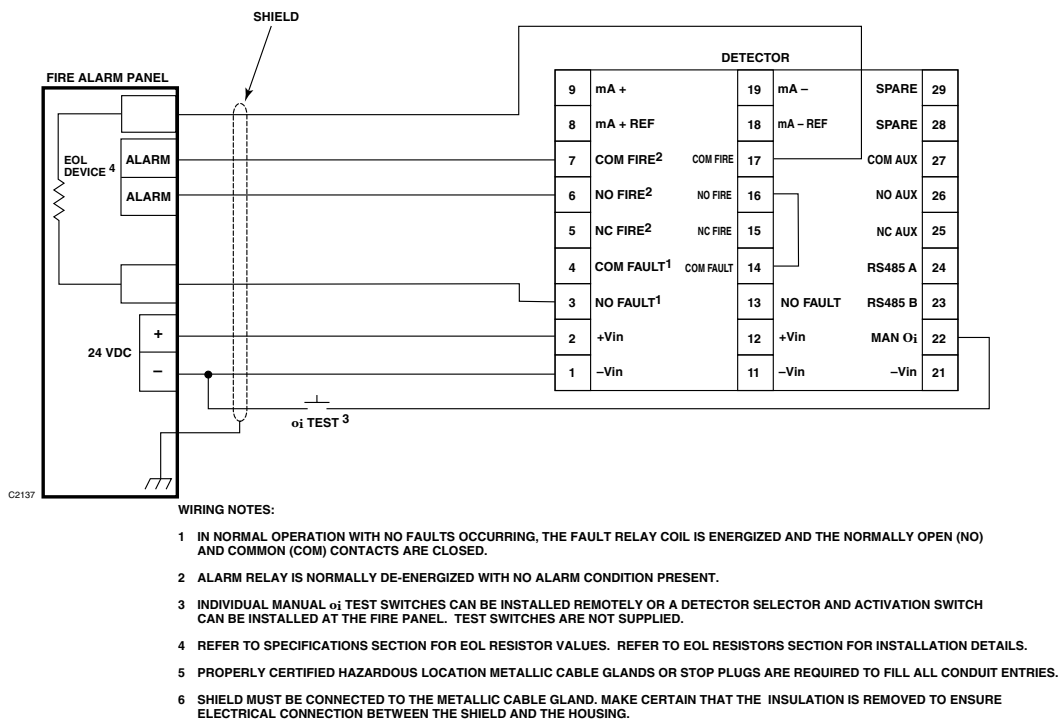 SHIELD
FIRE ALARM PANEL
DETECTOR
EOL
DEVICE 4
ALARM
ALARM
24 VDC
+
–
oi TEST 3
9 mA + 19 mA – SPARE 29
8 mA + REF 18 mA – REF SPARE 28
7 COM FIRE2 COM FIRE 17 COM AUX 27
6 NO FIRE2 NO FIRE 16 NO AUX 26
5 NC FIRE2 NC FIRE 15 NC AUX 25
4 COM FAULT1 COM FAULT 14 RS485 A 24
3 NO FAULT1 13 NO FAULT RS485 B 23
2 +Vin 12 +Vin MAN Oi 22
1 –Vin 11 –Vin –Vin 21
C2137
WIRING NOTES:
1 IN NORMAL OPERATION WITH NO FAULTS OCCURRING, THE FAULT RELAY COIL IS ENERGIZED AND THE NORMALLY OPEN (NO)
AND COMMON (COM) CONTACTS ARE CLOSED.
2 ALARM RELAY IS NORMALLY DE-ENERGIZED WITH NO ALARM CONDITION PRESENT.
3 INDIVIDUAL MANUAL oi TEST SWITCHES CAN BE INSTALLED REMOTELY OR A DETECTOR SELECTOR AND ACTIVATION SWITCH
CAN BE INSTALLED AT THE FIRE PANEL. TEST SWITCHES ARE NOT SUPPLIED.
4 REFER TO SPECIFICATIONS SECTION FOR EOL RESISTOR VALUES. REFER TO EOL RESISTORS SECTION FOR INSTALLATION DETAILS.
5 PROPERLY CERTIFIED HAZARDOUS LOCATION METALLIC CABLE GLANDS OR STOP PLUGS ARE REQUIRED TO FILL ALL CONDUIT ENTRIES.
6 SHIELD MUST BE CONNECTED TO THE METALLIC CABLE GLAND. MAKE CERTAIN THAT THE INSULATION IS REMOVED TO ENSURE
ELECTRICAL CONNECTION BETWEEN THE SHIELD AND THE HOUSING.